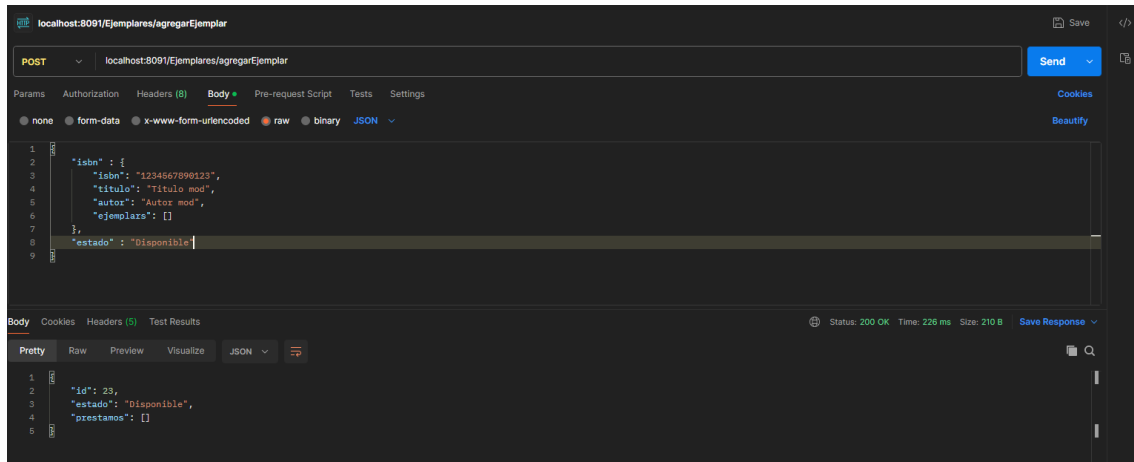 HTTP localhost:8091/Ejemplares/agregarEjemplar Save </>
POST localhost:8091/Ejemplares/agregarEjemplar Send
Params Authorization Headers (8) Body Pre-request Script Tests Settings Cookies
none form-data x-www-form-urlencoded raw binary JSON Beautify
1 {
2 "isbn" : {
3 "isbn": "1234567890123",
4 "titulo": "Titulo mod",
5 "autor": "Autor mod",
6 "ejemplars": []
7 },
8 "estado" : "Disponible"
9 }
Body Cookies Headers (5) Test Results Status: 200 OK Time: 226 ms Size: 210 B Save Response
Pretty Raw Preview Visualize JSON
1 {
2 "id": 23,
3 "estado": "Disponible",
4 "prestamos": []
5 }